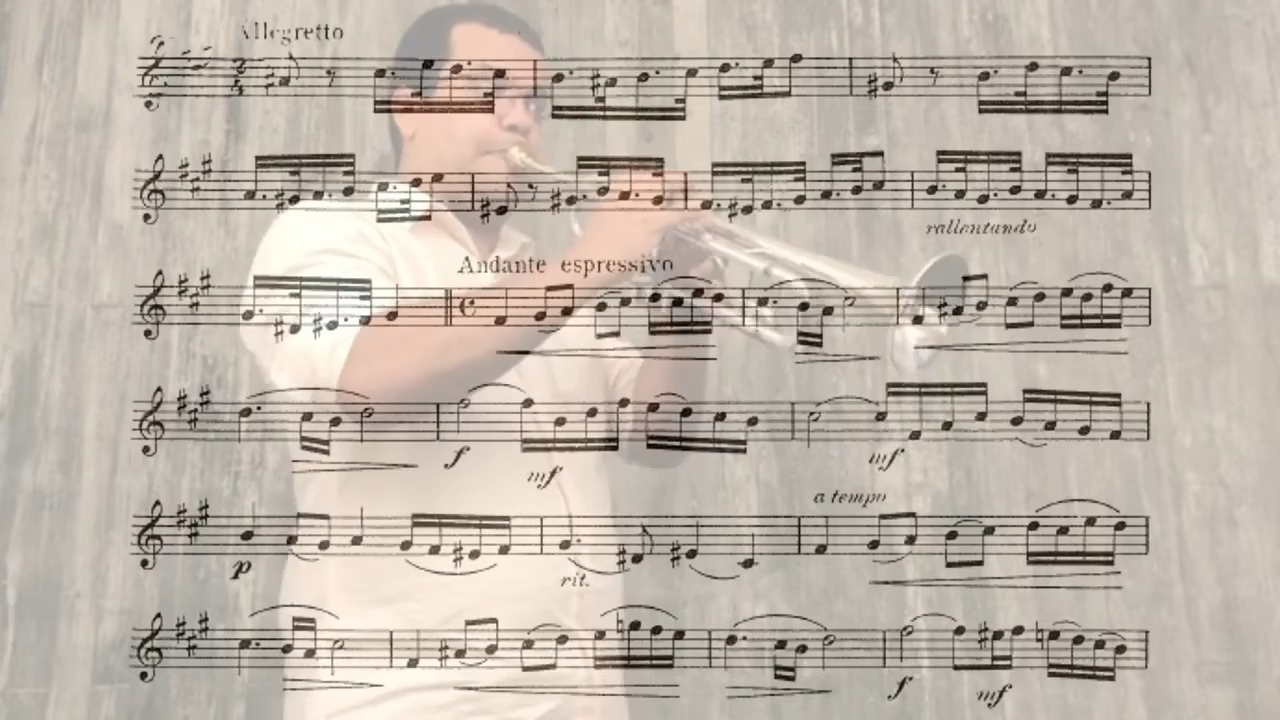 Allegretto
rallentando
Andante espressivo
f
mf
mf
a tempo
p
rit.
f
mf